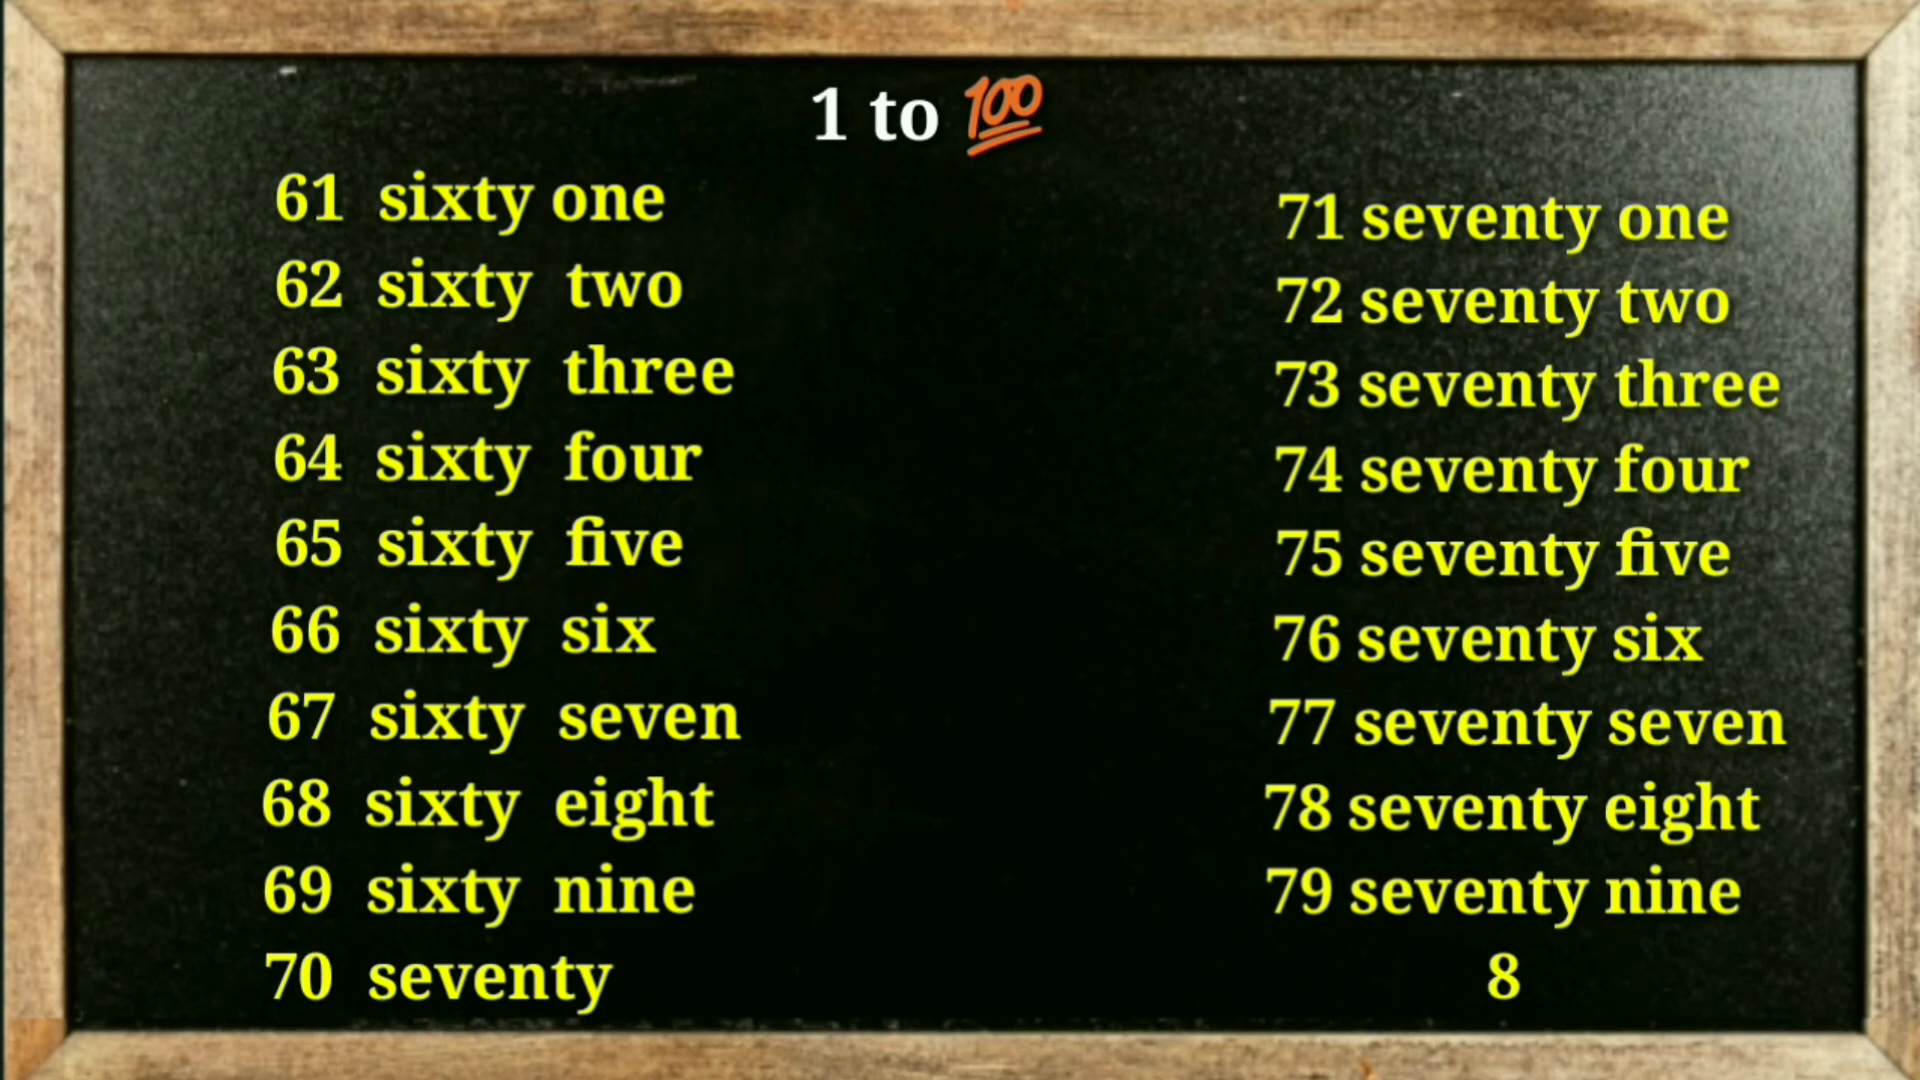 1 to 💯
61 sixty one
62 sixty two
63 sixty three
64 sixty four
65 sixty five
66 sixty six
67 sixty seven
68 sixty eight
69 sixty nine
70 seventy
71 seventy one
72 seventy two
73 seventy three
74 seventy four
75 seventy five
76 seventy six
77 seventy seven
78 seventy eight
79 seventy nine
8